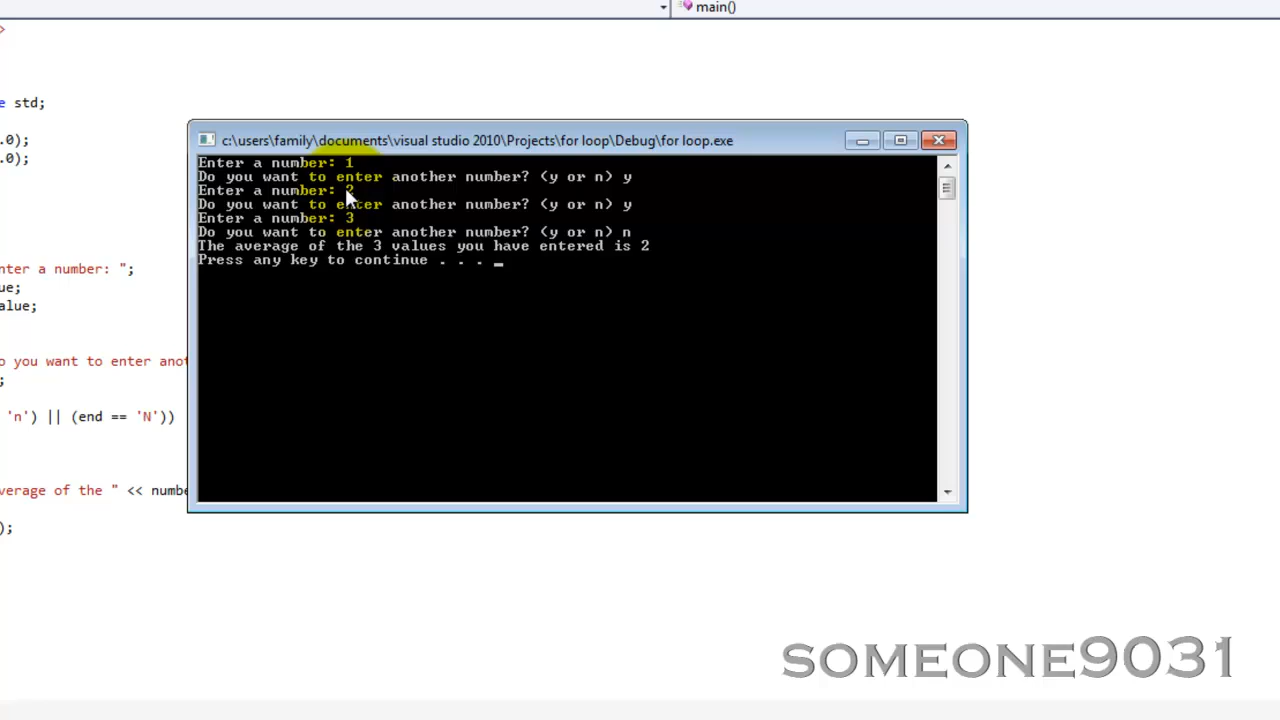 main()
>
e std;
.0);
.0);
c:\users\family\documents\visual studio 2010\Projects\for loop\Debug\for loop.exe
Enter a number: 1
Do you want to enter another number? (y or n) y
Enter a number: 2
Do you want to enter another number? (y or n) y
Enter a number: 3
Do you want to enter another number? (y or n) n
The average of the 3 values you have entered is 2
Press any key to continue . . . _
nter a number: ";
ue;
alue;
o you want to enter anot
;
'n') || (end == 'N'))
verage of the " << numbe
);
SOMEONE9031